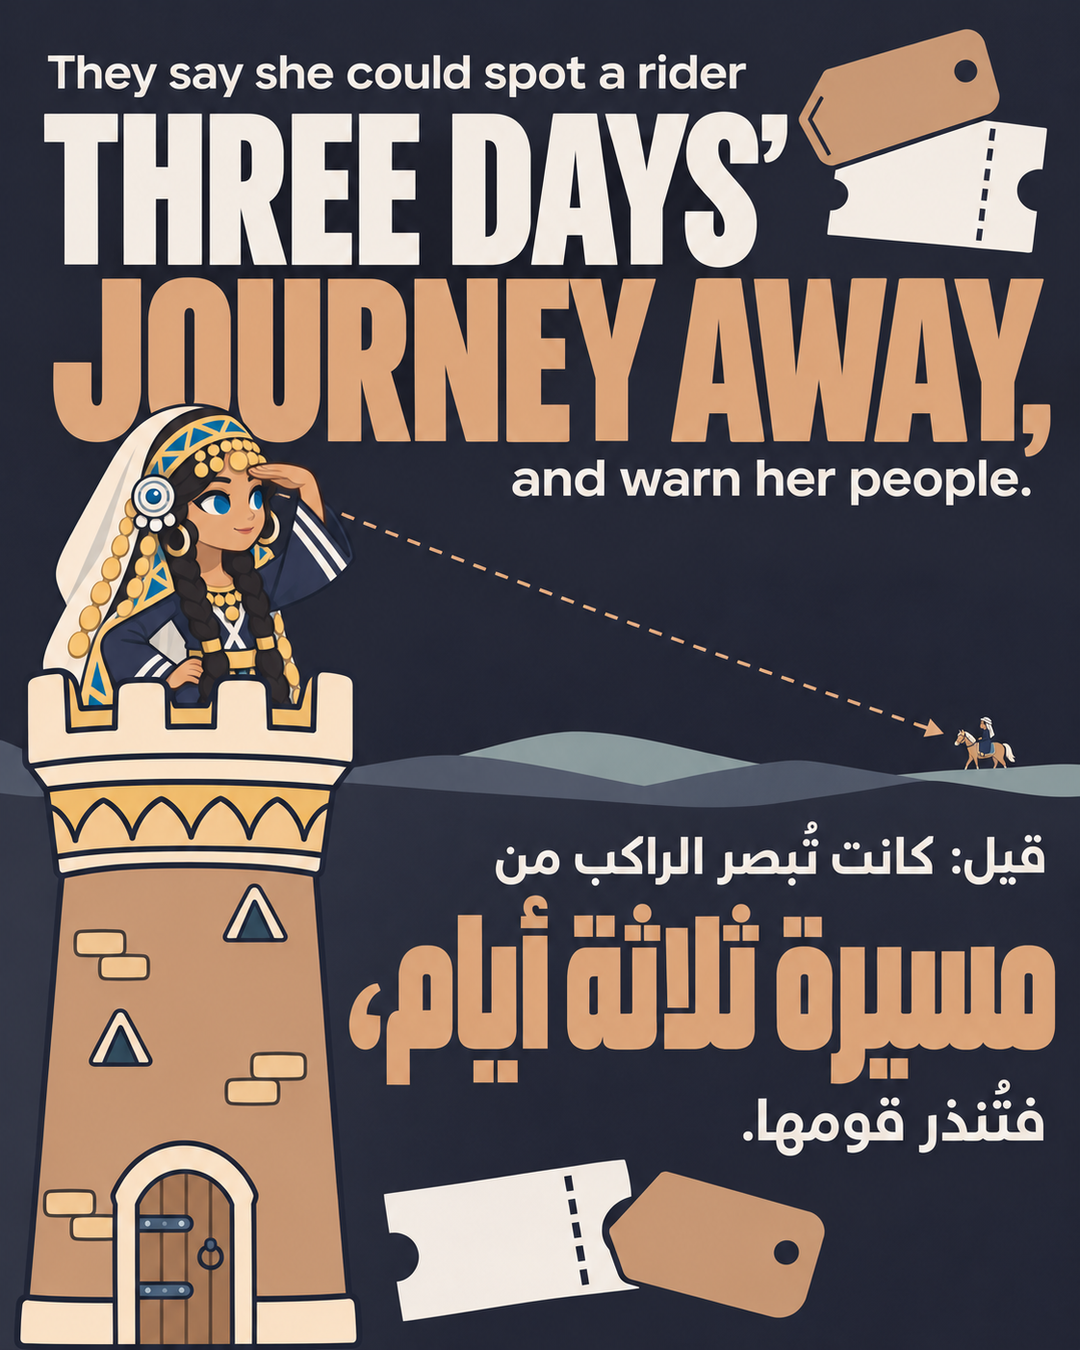 They say she could spot a rider
THREE DAYS’
JOURNEY AWAY,
and warn her people.
قيل: كانت تُبصر الراكب من
مسيرة ثلاثة أيام،
فتُنذر قومها.